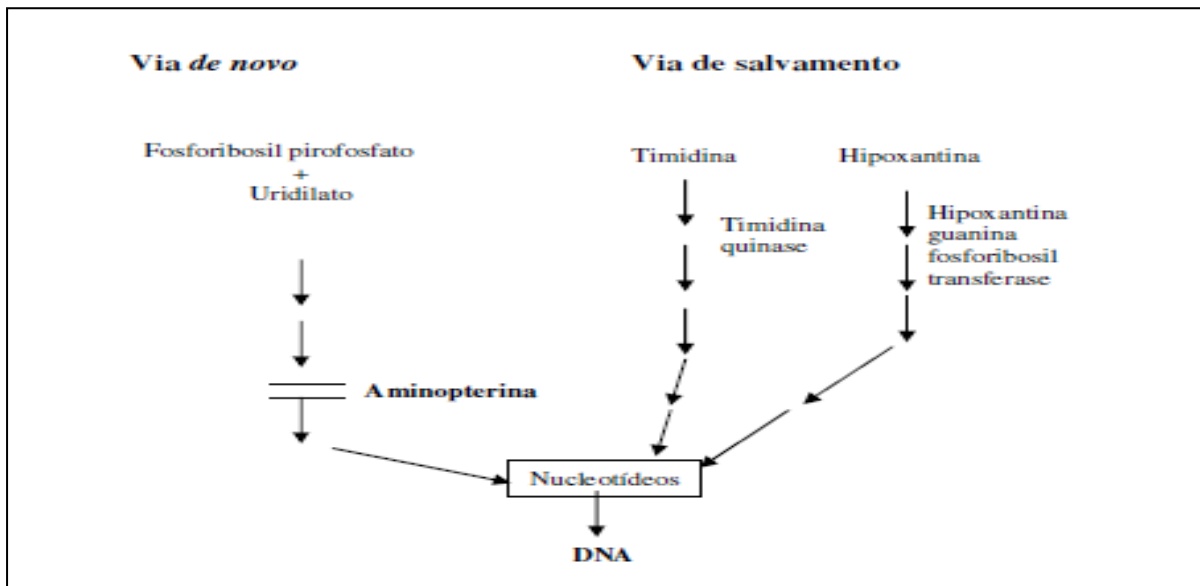 Via de novo
Via de salvamento
Fosforibosil pirofosfato
+
Uridilato
Timidina
Hipoxantina
Timidina
quinase
Hipoxantina
guanina
fosforibosil
transferase
Aminopterina
Nucleotídeos
DNA